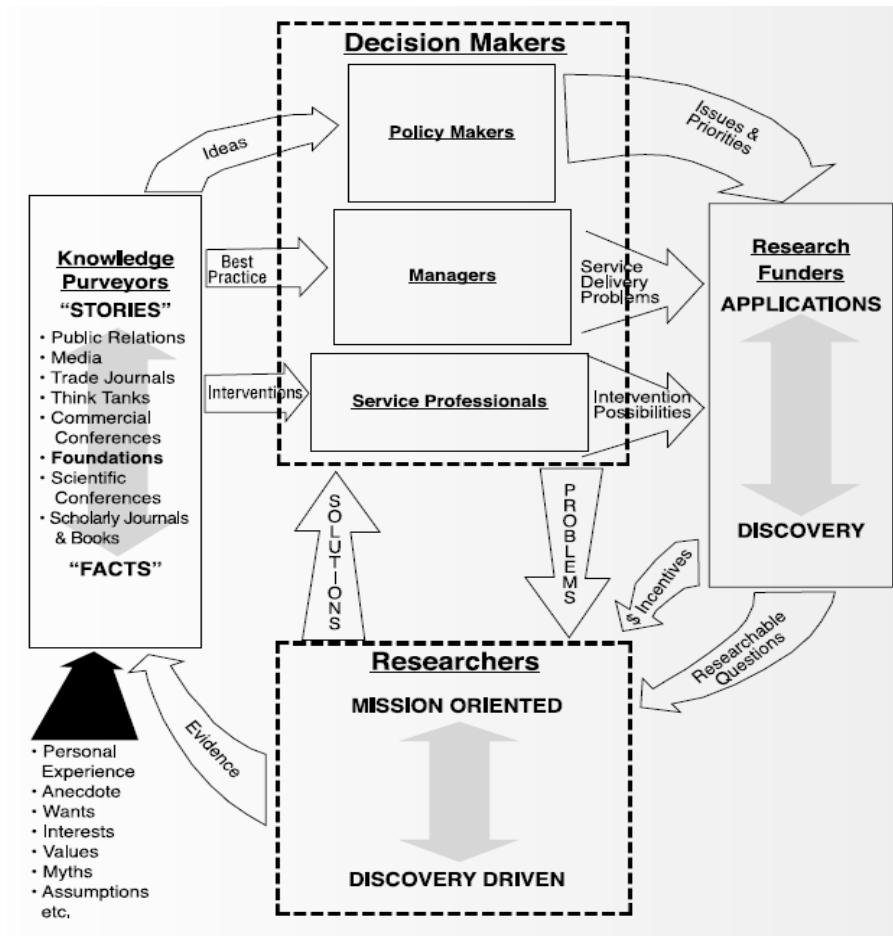 Decision Makers
Policy Makers
Ideas
Issues &
Priorities
Knowledge
Purveyors
“STORIES”
• Public Relations
• Media
• Trade Journals
• Think Tanks
• Commercial
Conferences
• Foundations
• Scientific
Conferences
• Scholarly Journals
& Books
“FACTS”
Best
Practice
Managers
Service
Delivery
Problems
Interventions
Service Professionals
Intervention
Possibilities
Research
Funders
APPLICATIONS
DISCOVERY
SOLUTIONS
PROBLEMS
$ Incentives
Researchable
Questions
Researchers
MISSION ORIENTED
DISCOVERY DRIVEN
Evidence
• Personal
Experience
• Anecdote
• Wants
• Interests
• Values
• Myths
• Assumptions
etc.